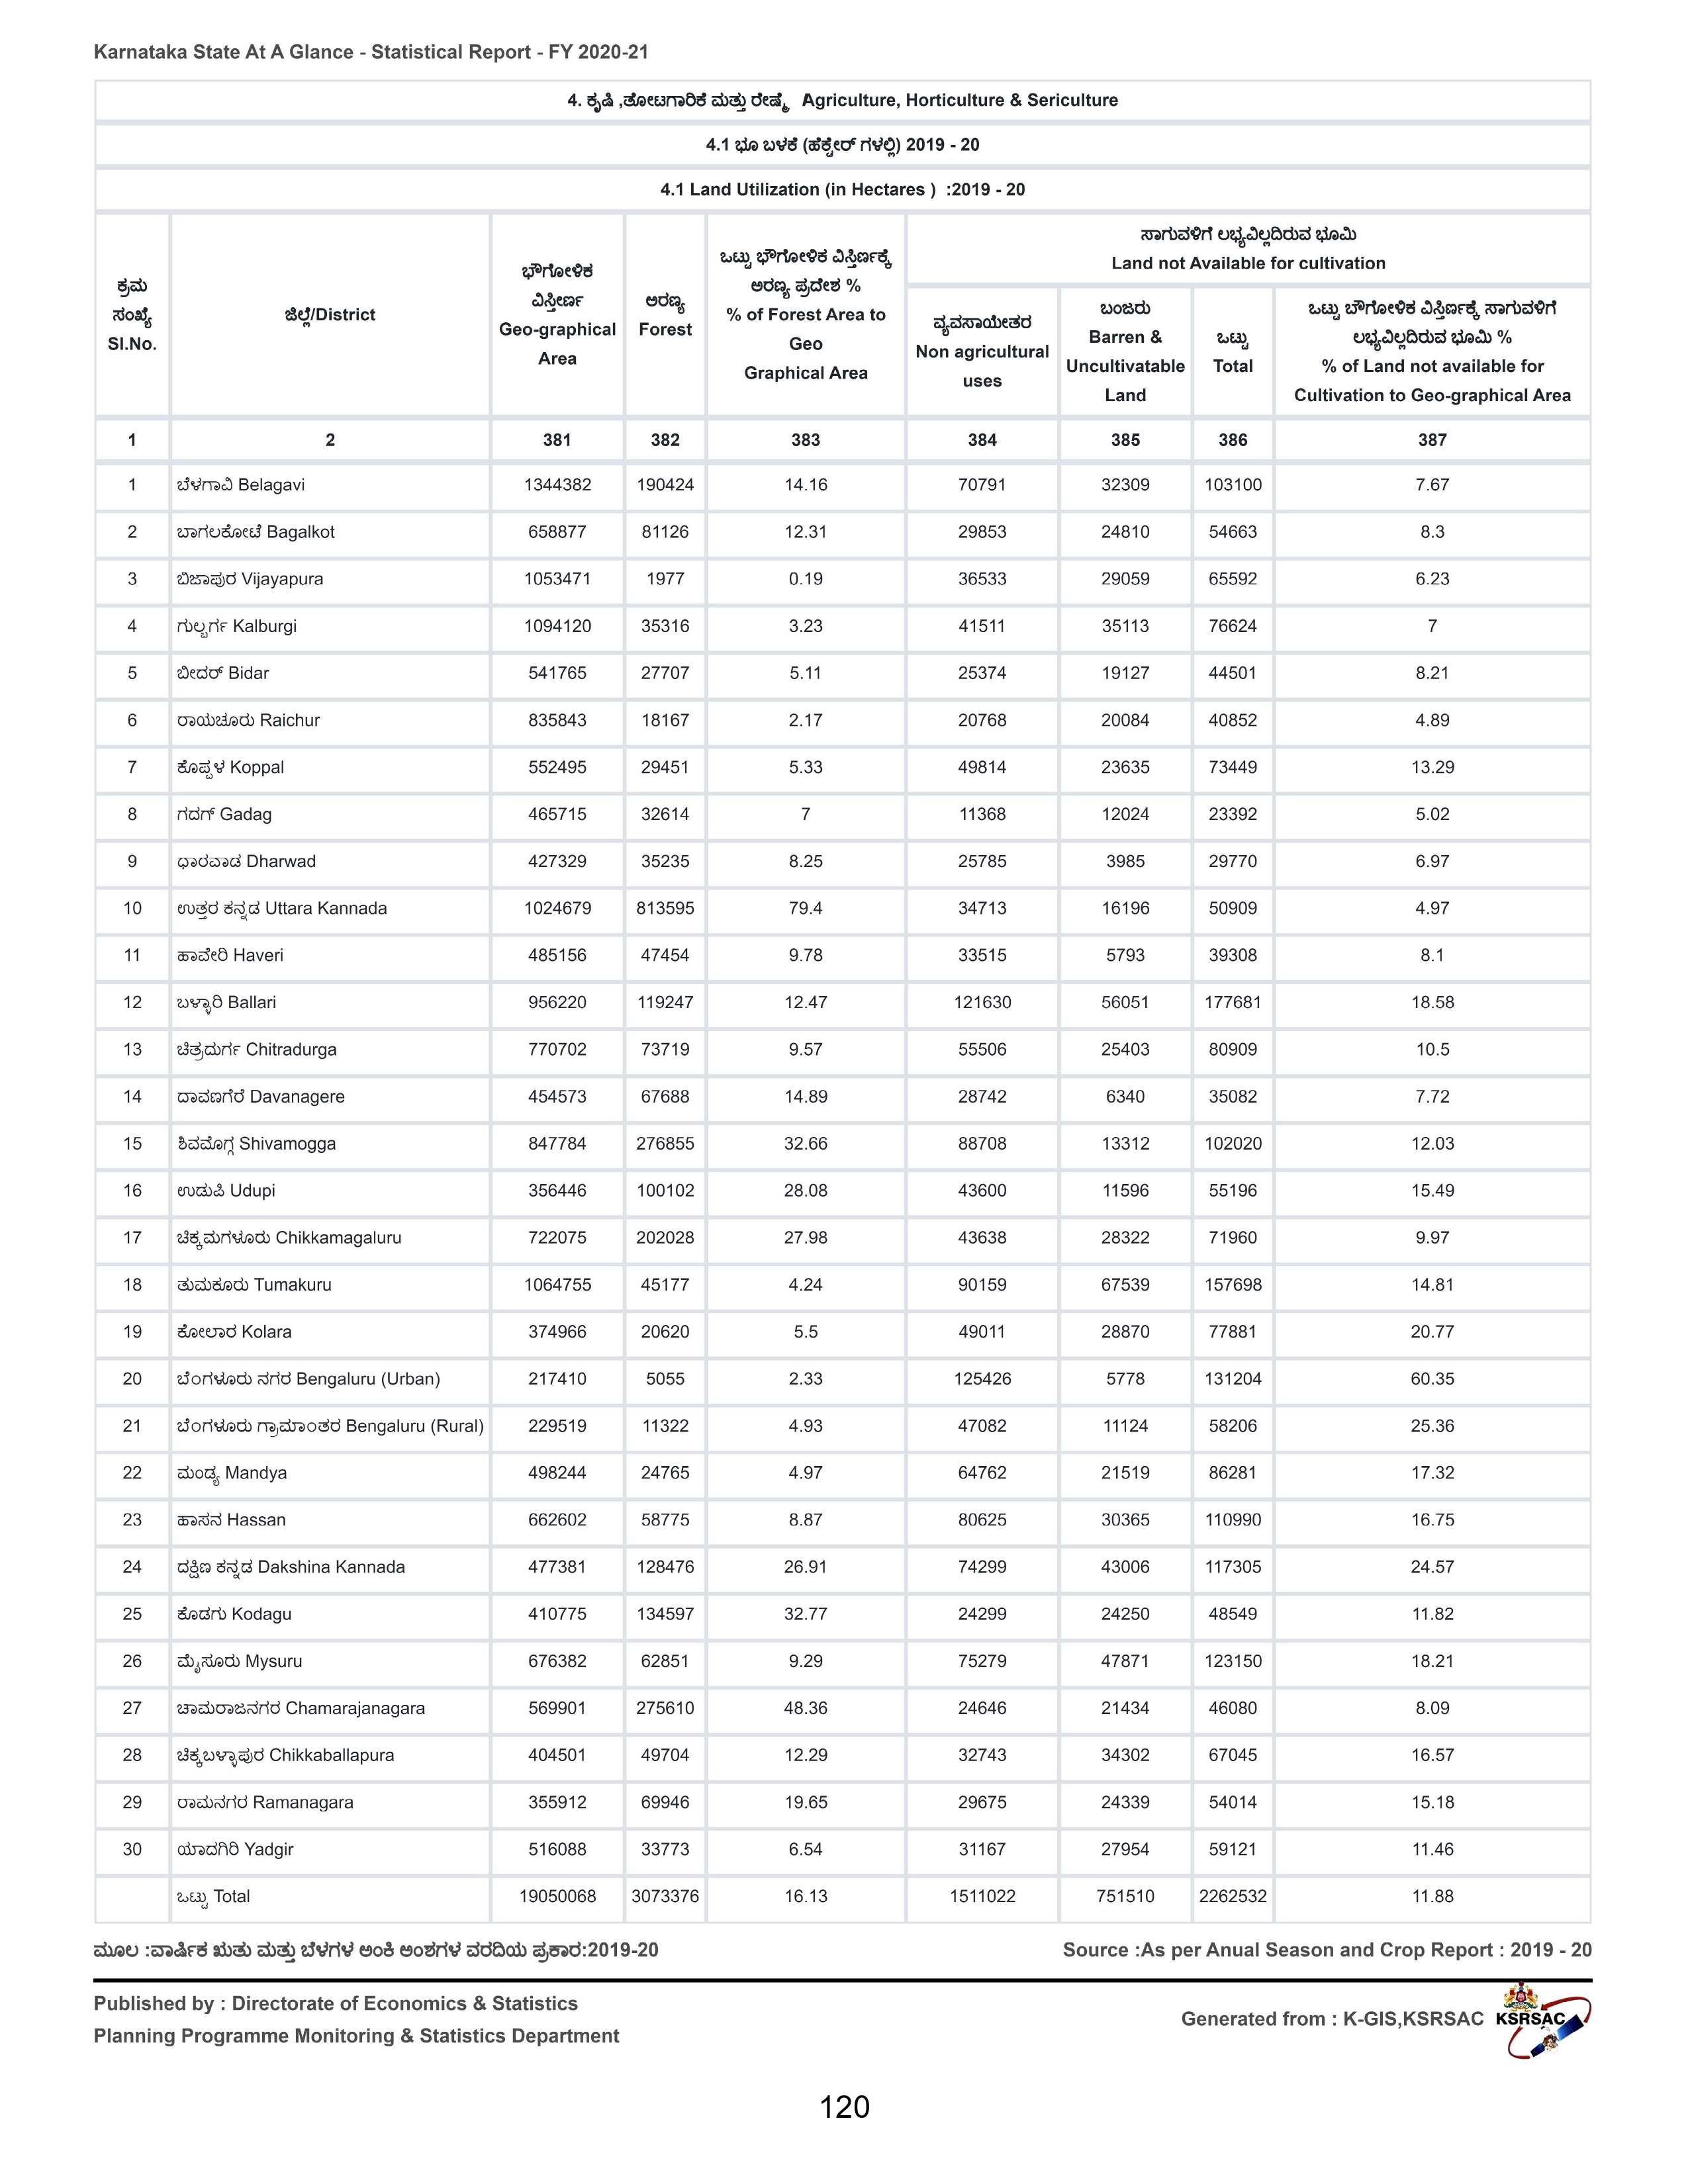 Karnataka State At A Glance - Statistical Report - FY 2020-21
4. ಕೃಷಿ ,ತೋಟಗಾರಿಕೆ ಮತ್ತು ರೇಷ್ಮೆ Agriculture, Horticulture & Sericulture
4.1 ಭೂ ಬಳಕೆ (ಹೆಕ್ಟೇರ್ ಗಳಲ್ಲಿ) 2019 - 20
4.1 Land Utilization (in Hectares ) :2019 - 20
ಕ್ರಮ
ಸಂಖ್ಯೆ
Sl.No.
ಜಿಲ್ಲೆ/District
ಭೌಗೋಳಿಕ
ವಿಸ್ತೀರ್ಣ
Geo-graphical
Area
ಅರಣ್ಯ
Forest
ಒಟ್ಟು ಭೌಗೋಳಿಕ ವಿಸ್ತಿರ್ಣಕ್ಕೆ
ಅರಣ್ಯ ಪ್ರದೇಶ %
% of Forest Area to
Geo
Graphical Area
ಸಾಗುವಳಿಗೆ ಲಭ್ಯವಿಲ್ಲದಿರುವ ಭೂಮಿ
Land not Available for cultivation
ವ್ಯವಸಾಯೇತರ
Non agricultural
uses
ಬಂಜರು
Barren &
Uncultivatable
Land
ಒಟ್ಟು
Total
ಒಟ್ಟು ಬೌಗೋಳಿಕ ವಿಸ್ತಿರ್ಣಕ್ಕೆ ಸಾಗುವಳಿಗೆ
ಲಭ್ಯವಿಲ್ಲದಿರುವ ಭೂಮಿ %
% of Land not available for
Cultivation to Geo-graphical Area
1 2 381 382 383 384 385 386 387
1 ಬೆಳಗಾವಿ Belagavi 1344382 190424 14.16 70791 32309 103100 7.67
2 ಬಾಗಲಕೋಟೆ Bagalkot 658877 81126 12.31 29853 24810 54663 8.3
3 ಬಿಜಾಪುರ Vijayapura 1053471 1977 0.19 36533 29059 65592 6.23
4 ಗುಲ್ಬರ್ಗ Kalburgi 1094120 35316 3.23 41511 35113 76624 7
5 ಬೀದರ್ Bidar 541765 27707 5.11 25374 19127 44501 8.21
6 ರಾಯಚೂರು Raichur 835843 18167 2.17 20768 20084 40852 4.89
7 ಕೊಪ್ಪಳ Koppal 552495 29451 5.33 49814 23635 73449 13.29
8 ಗದಗ್ Gadag 465715 32614 7 11368 12024 23392 5.02
9 ಧಾರವಾಡ Dharwad 427329 35235 8.25 25785 3985 29770 6.97
10 ಉತ್ತರ ಕನ್ನಡ Uttara Kannada 1024679 813595 79.4 34713 16196 50909 4.97
11 ಹಾವೇರಿ Haveri 485156 47454 9.78 33515 5793 39308 8.1
12 ಬಳ್ಳಾರಿ Ballari 956220 119247 12.47 121630 56051 177681 18.58
13 ಚಿತ್ರದುರ್ಗ Chitradurga 770702 73719 9.57 55506 25403 80909 10.5
14 ದಾವಣಗೆರೆ Davanagere 454573 67688 14.89 28742 6340 35082 7.72
15 ಶಿವಮೊಗ್ಗ Shivamogga 847784 276855 32.66 88708 13312 102020 12.03
16 ಉಡುಪಿ Udupi 356446 100102 28.08 43600 11596 55196 15.49
17 ಚಿಕ್ಕಮಗಳೂರು Chikkamagaluru 722075 202028 27.98 43638 28322 71960 9.97
18 ತುಮಕೂರು Tumakuru 1064755 45177 4.24 90159 67539 157698 14.81
19 ಕೋಲಾರ Kolara 374966 20620 5.5 49011 28870 77881 20.77
20 ಬೆಂಗಳೂರು ನಗರ Bengaluru (Urban) 217410 5055 2.33 125426 5778 131204 60.35
21 ಬೆಂಗಳೂರು ಗ್ರಾಮಾಂತರ Bengaluru (Rural) 229519 11322 4.93 47082 11124 58206 25.36
22 ಮಂಡ್ಯ Mandya 498244 24765 4.97 64762 21519 86281 17.32
23 ಹಾಸನ Hassan 662602 58775 8.87 80625 30365 110990 16.75
24 ದಕ್ಷಿಣ ಕನ್ನಡ Dakshina Kannada 477381 128476 26.91 74299 43006 117305 24.57
25 ಕೊಡಗು Kodagu 410775 134597 32.77 24299 24250 48549 11.82
26 ಮೈಸೂರು Mysuru 676382 62851 9.29 75279 47871 123150 18.21
27 ಚಾಮರಾಜನಗರ Chamarajanagara 569901 275610 48.36 24646 21434 46080 8.09
28 ಚಿಕ್ಕಬಳ್ಳಾಪುರ Chikkaballapura 404501 49704 12.29 32743 34302 67045 16.57
29 ರಾಮನಗರ Ramanagara 355912 69946 19.65 29675 24339 54014 15.18
30 ಯಾದಗಿರಿ Yadgir 516088 33773 6.54 31167 27954 59121 11.46
ಒಟ್ಟು Total 19050068 3073376 16.13 1511022 751510 2262532 11.88
ಮೂಲ :ವಾರ್ಷಿಕ ಋತು ಮತ್ತು ಬೆಳಗಳ ಅಂಕಿ ಅಂಶಗಳ ವರದಿಯ ಪ್ರಕಾರ:2019-20
Source :As per Anual Season and Crop Report : 2019 - 20
Published by : Directorate of Economics & Statistics
Planning Programme Monitoring & Statistics Department
Generated from : K-GIS,KSRSAC
KSRSAC
120